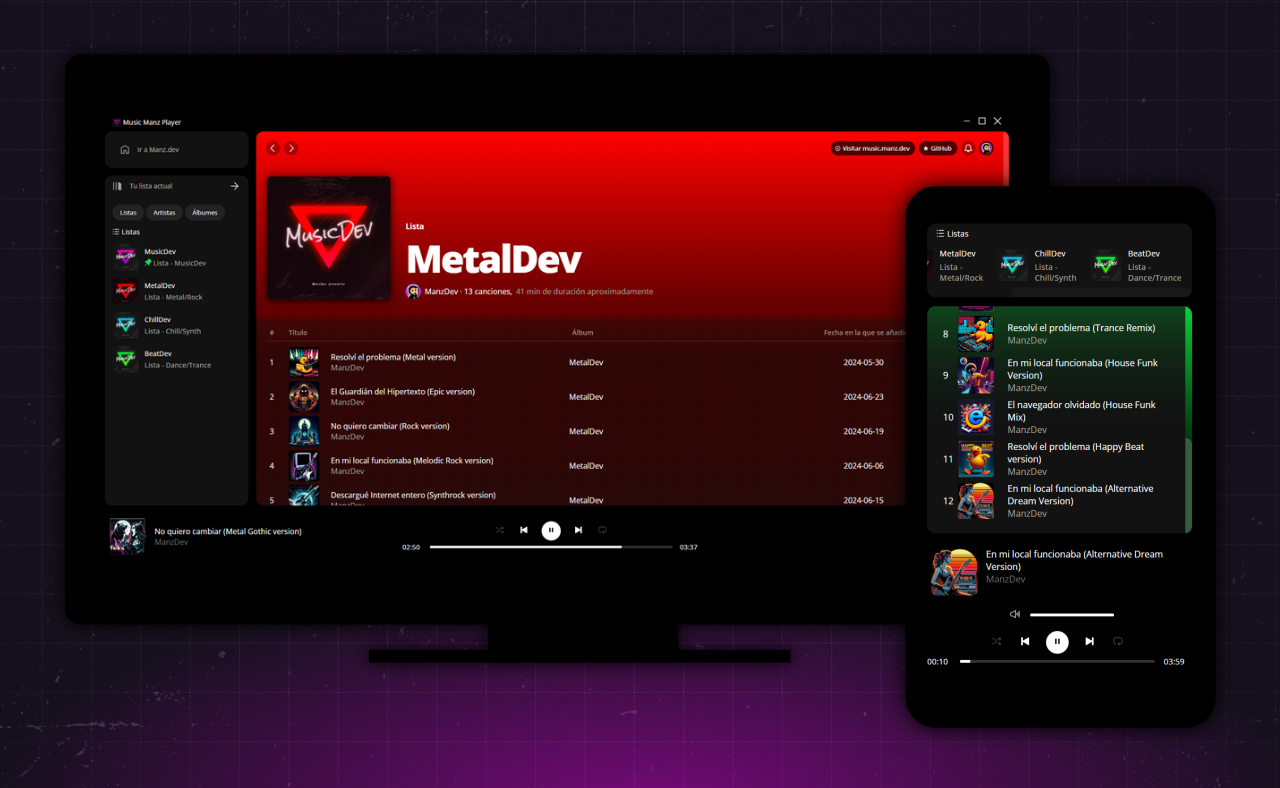 Music Manz Player
Ir a Manz.dev
Tu lista actual
Listas
Artistas
Álbumes
Listas
MusicDev
Lista - MusicDev
MetalDev
Lista - Metal/Rock
ChillDev
Lista - Chill/Synth
BeatDev
Lista - Dance/Trance
Visitar music.manz.dev
GitHub
MusicDev
Lista
MetalDev
ManzDev · 13 canciones, 41 min de duración aproximadamente
# Título Álbum Fecha en la que se añadi
1 Resolví el problema (Metal version) MetalDev 2024-05-30
ManzDev
2 El Guardián del Hipertexto (Epic version) MetalDev 2024-06-23
ManzDev
3 No quiero cambiar (Rock version) MetalDev 2024-06-19
ManzDev
4 En mi local funcionaba (Melodic Rock version) MetalDev 2024-06-06
ManzDev
5 Descargué Internet entero (Synthrock version) MetalDev 2024-06-15
ManzDev
No quiero cambiar (Metal Gothic version)
ManzDev
02:50 03:37
Listas
MetalDev
Lista -
Metal/Rock
ChillDev
Lista -
Chill/Synth
BeatDev
Lista -
Dance/Trance
8 Resolví el problema (Trance Remix)
ManzDev
9 En mi local funcionaba (House Funk
Version)
ManzDev
10 El navegador olvidado (House Funk
Mix)
ManzDev
11 Resolví el problema (Happy Beat
version)
ManzDev
12 En mi local funcionaba (Alternative
Dream Version)
ManzDev
En mi local funcionaba (Alternative Dream
Version)
ManzDev
00:10 03:59